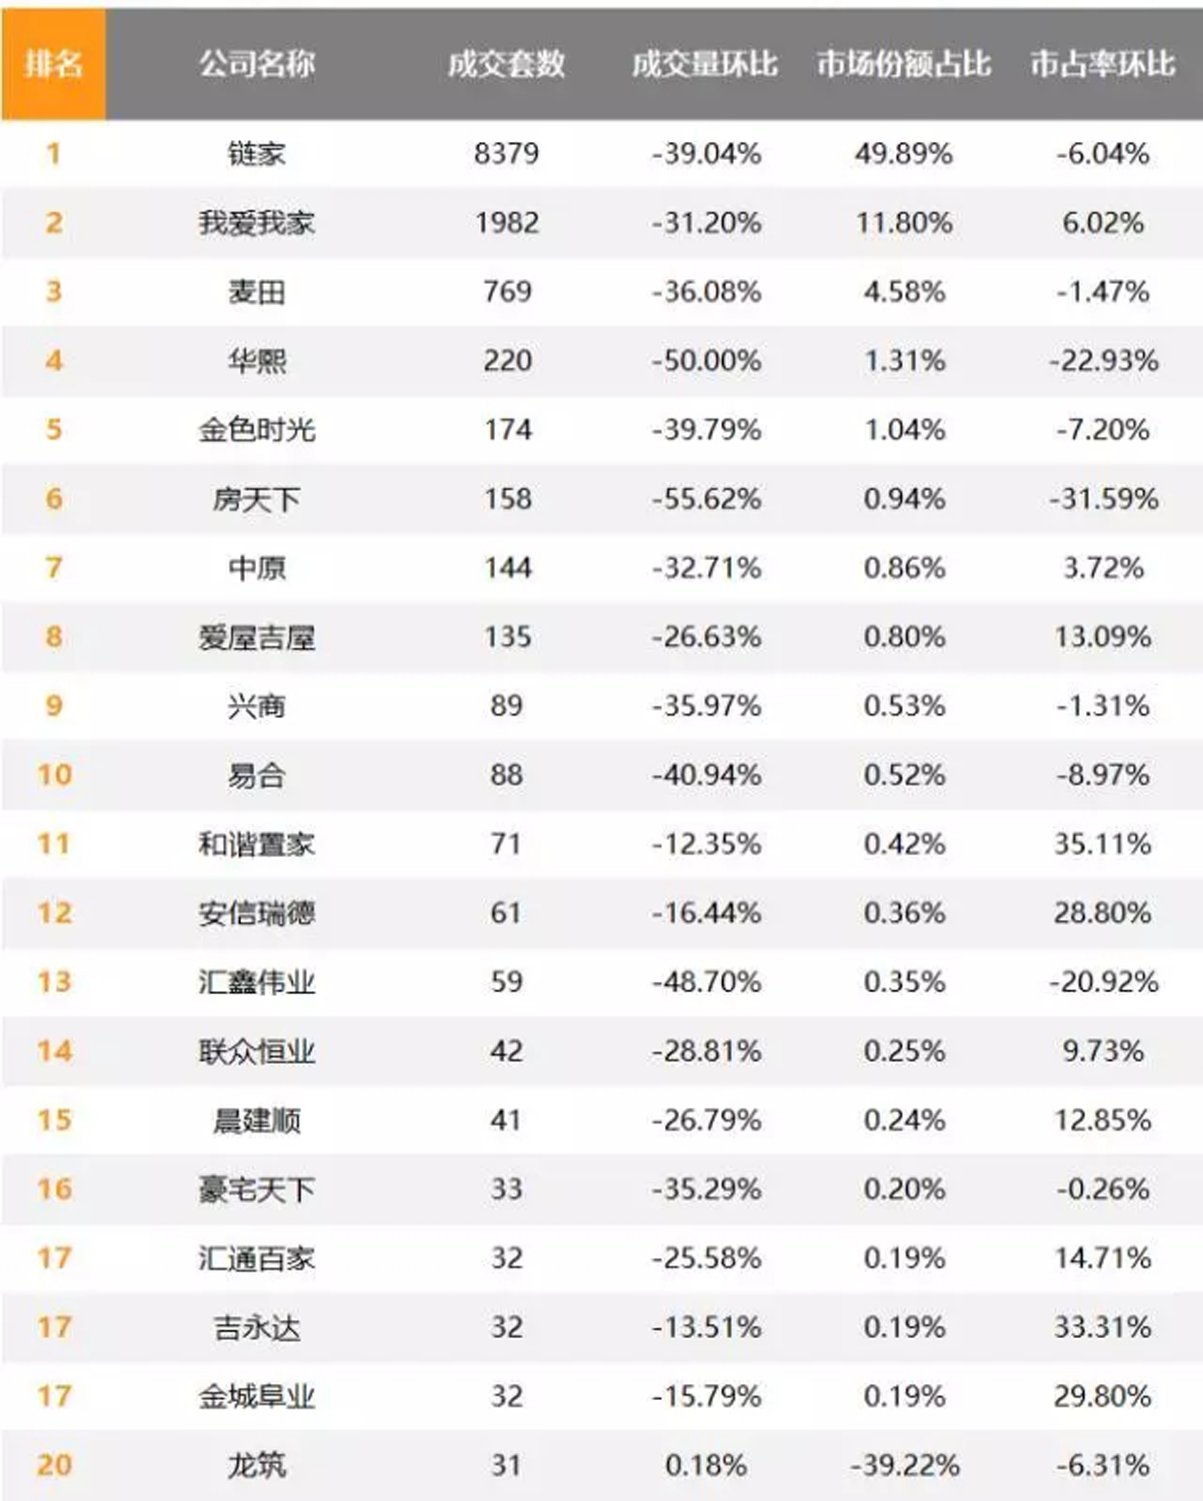 排名 公司名称 成交套数 成交量环比 市场份额占比 市占率环比
1 链家 8379 -39.04% 49.89% -6.04%
2 我爱我家 1982 -31.20% 11.80% 6.02%
3 麦田 769 -36.08% 4.58% -1.47%
4 华熙 220 -50.00% 1.31% -22.93%
5 金色时光 174 -39.79% 1.04% -7.20%
6 房天下 158 -55.62% 0.94% -31.59%
7 中原 144 -32.71% 0.86% 3.72%
8 爱屋吉屋 135 -26.63% 0.80% 13.09%
9 兴商 89 -35.97% 0.53% -1.31%
10 易合 88 -40.94% 0.52% -8.97%
11 和谐置家 71 -12.35% 0.42% 35.11%
12 安信瑞德 61 -16.44% 0.36% 28.80%
13 汇鑫伟业 59 -48.70% 0.35% -20.92%
14 联众恒业 42 -28.81% 0.25% 9.73%
15 晨建顺 41 -26.79% 0.24% 12.85%
16 豪宅天下 33 -35.29% 0.20% -0.26%
17 汇通百家 32 -25.58% 0.19% 14.71%
17 吉永达 32 -13.51% 0.19% 33.31%
17 金城阜业 32 -15.79% 0.19% 29.80%
20 龙筑 31 0.18% -39.22% -6.31%